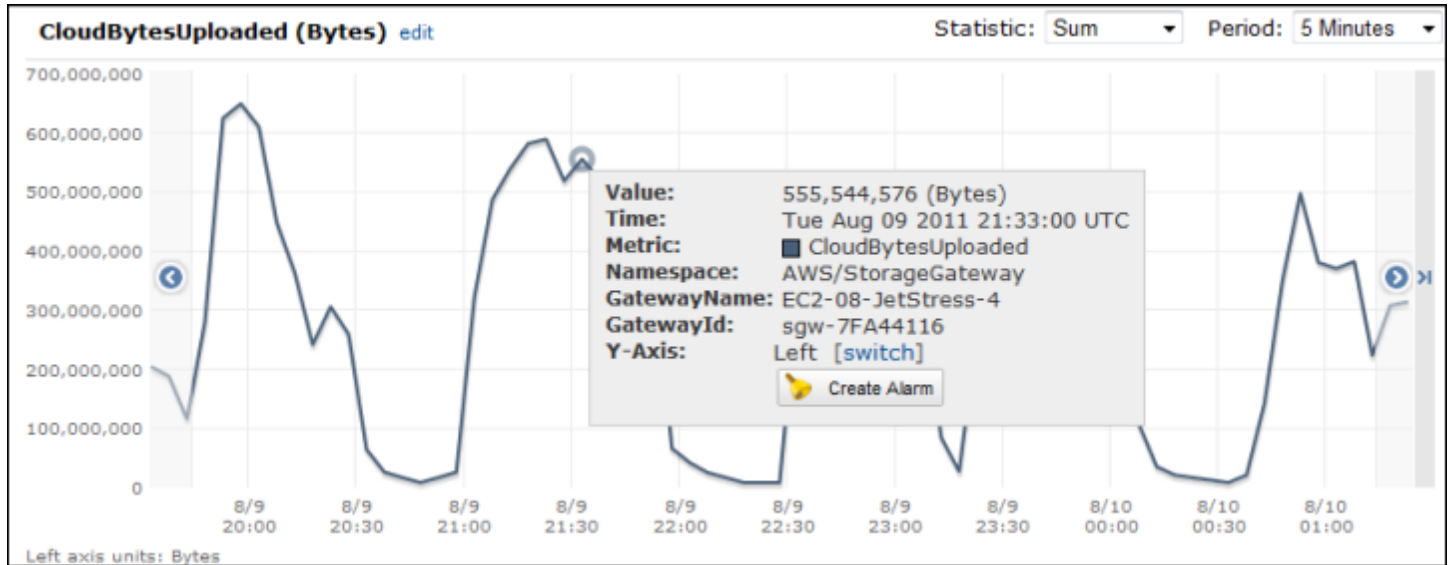 CloudBytesUploaded (Bytes) edit
Statistic: Sum Period: 5 Minutes
700,000,000
600,000,000
500,000,000
400,000,000
300,000,000
200,000,000
100,000,000
0
Value: 555,544,576 (Bytes)
Time: Tue Aug 09 2011 21:33:00 UTC
Metric: CloudBytesUploaded
Namespace: AWS/StorageGateway
GatewayName: EC2-08-JetStress-4
GatewayId: sgw-7FA44116
Y-Axis: Left [switch]
Create Alarm
8/9 8/9 8/9 8/9 8/9 8/9 8/9 8/9 8/10 8/10 8/10
20:00 20:30 21:00 21:30 22:00 22:30 23:00 23:30 00:00 00:30 01:00
Left axis units: Bytes